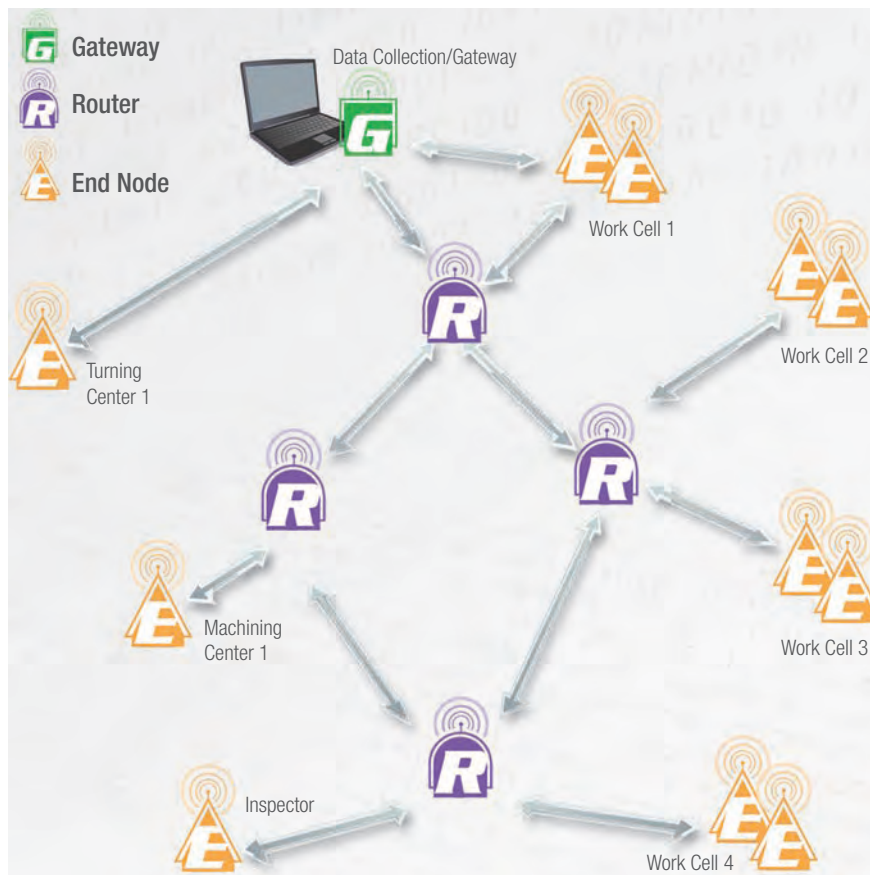 G Gateway
R Router
E End Node
Data Collection/Gateway
G
E E
Work Cell 1
R
E E
Work Cell 2
E
Turning
Center 1
R
R
E E
Work Cell 3
E
Machining
Center 1
R
E
Inspector
E E
Work Cell 4